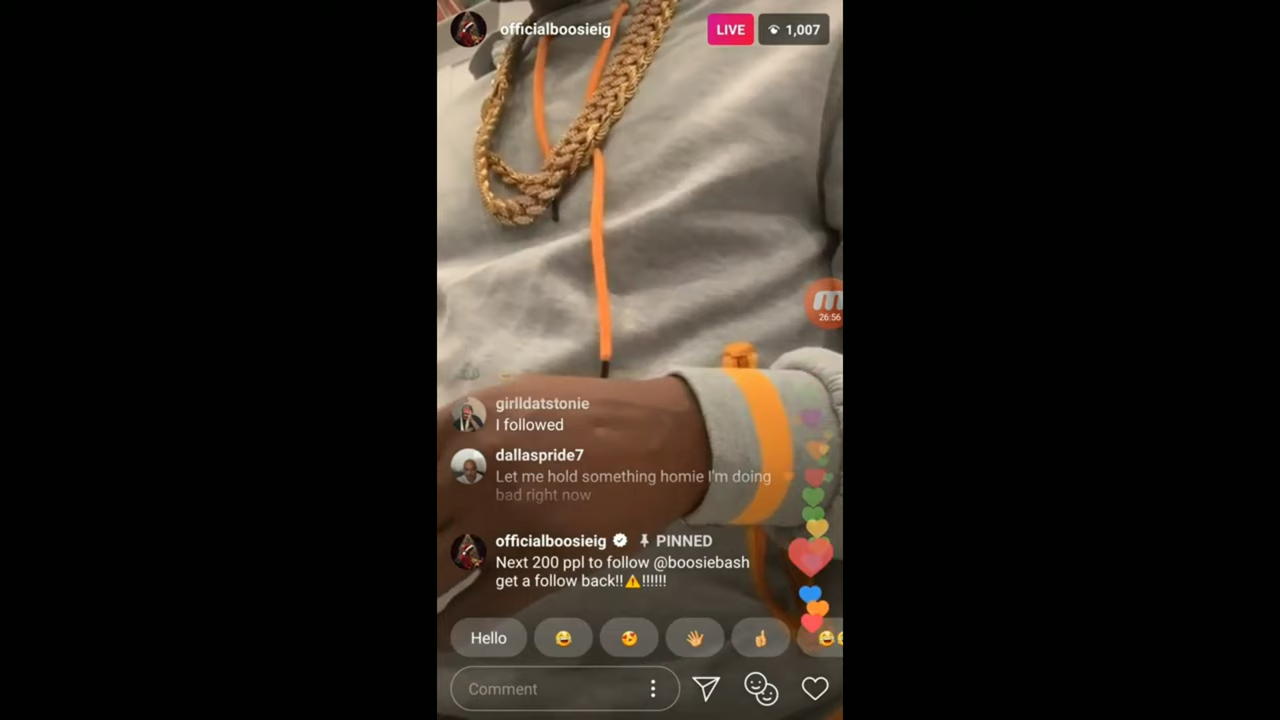 officialboosieig
LIVE
1,007
26:56
girlldatstonie
I followed
dallaspride7
Let me hold something homie I'm doing
bad right now
officialboosieig PINNED
Next 200 ppl to follow @boosiebash
get a follow back!!⚠️!!!!!!
Hello
Comment